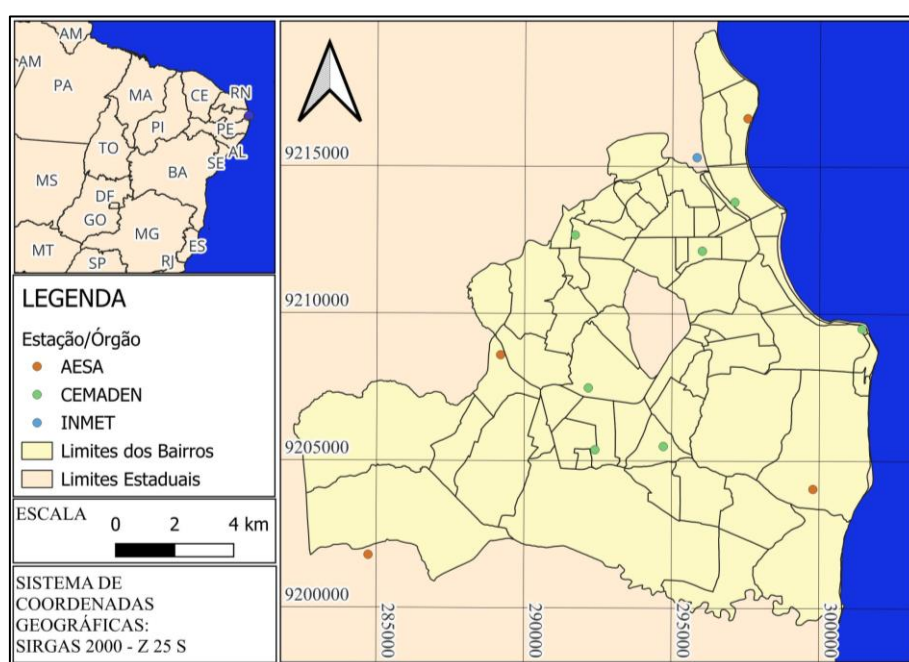 AM
AM
PA
MA
CE
RN
PI
PE
TO
AL
SE
BA
MS
DF
GO
MG
ES
MT
SP
RJ
LEGENDA
Estação/Órgão
AESA
CEMADEN
INMET
Limites dos Bairros
Limites Estaduais
ESCALA
0 2 4 km
SISTEMA DE
COORDENADAS
GEOGRÁFICAS:
SIRGAS 2000 - Z 25 S
9215000
9210000
9205000
9200000
285000
290000
295000
300000